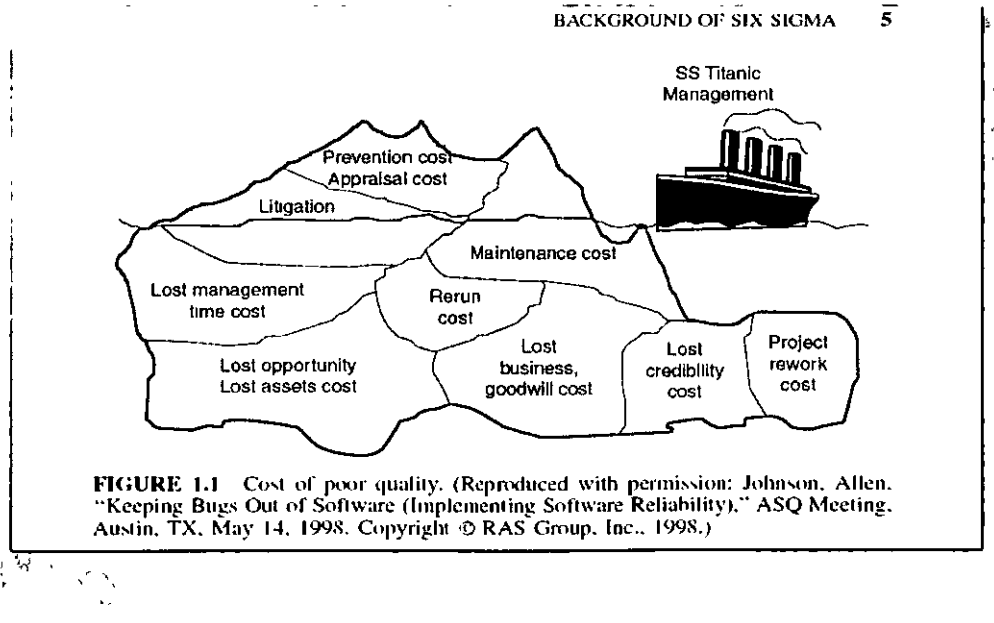 BACKGROUND OF SIX SIGMA 5
SS Titanic
Management
Prevention cost
Appraisal cost
Litigation
Maintenance cost
Lost management
time cost
Rerun
cost
Lost opportunity
Lost assets cost
Lost
business,
goodwill cost
Lost
credibility
cost
Project
rework
cost
FIGURE 1.1 Cost of poor quality. (Reproduced with permission: Johnson, Allen,
“Keeping Bugs Out of Software (Implementing Software Reliability),” ASQ Meeting,
Austin, TX, May 14, 1998. Copyright © RAS Group, Inc., 1998.)